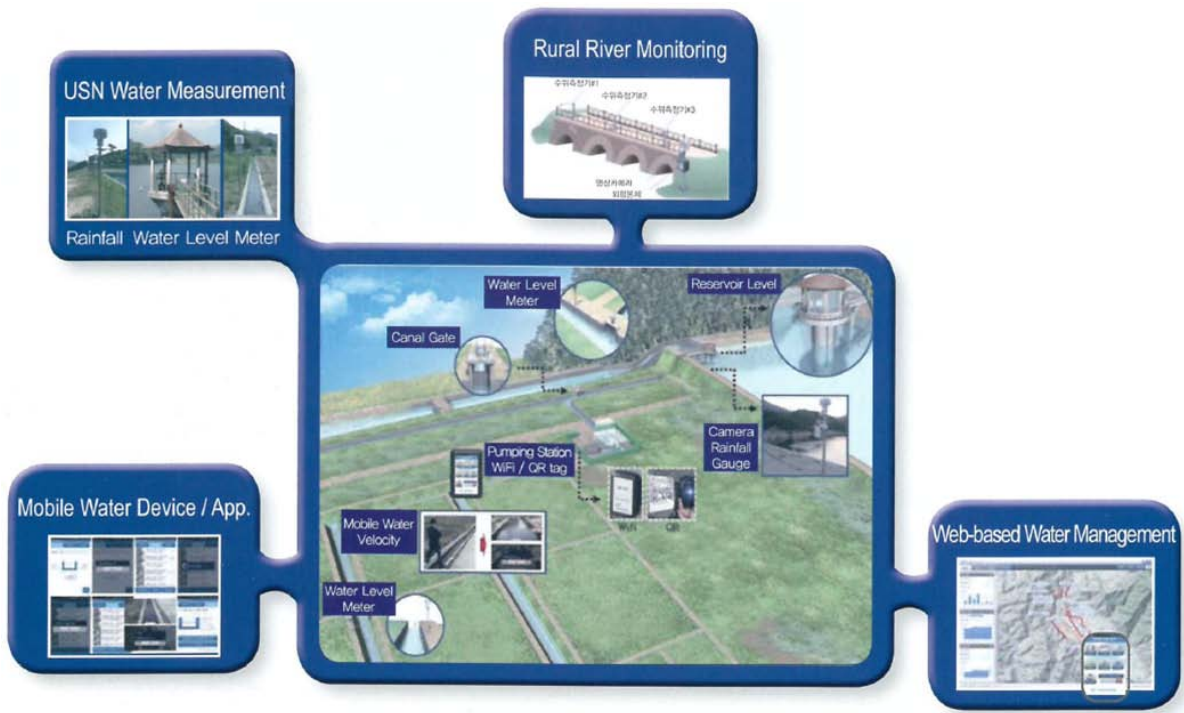 Rural River Monitoring
수위측정기#1
수위측정기#2
수위측정기#3
영상카메라
USN Water Measurement
Rainfall Water Level Meter
Water Level
Meter
Reservoir Level
Canal Gate
Camera
Rainfall
Gauge
Pumping Station
WiFi / QR tag
WiFi
QR
Mobile Water
Velocity
Water Level
Meter
Mobile Water Device / App.
Web-based Water Management